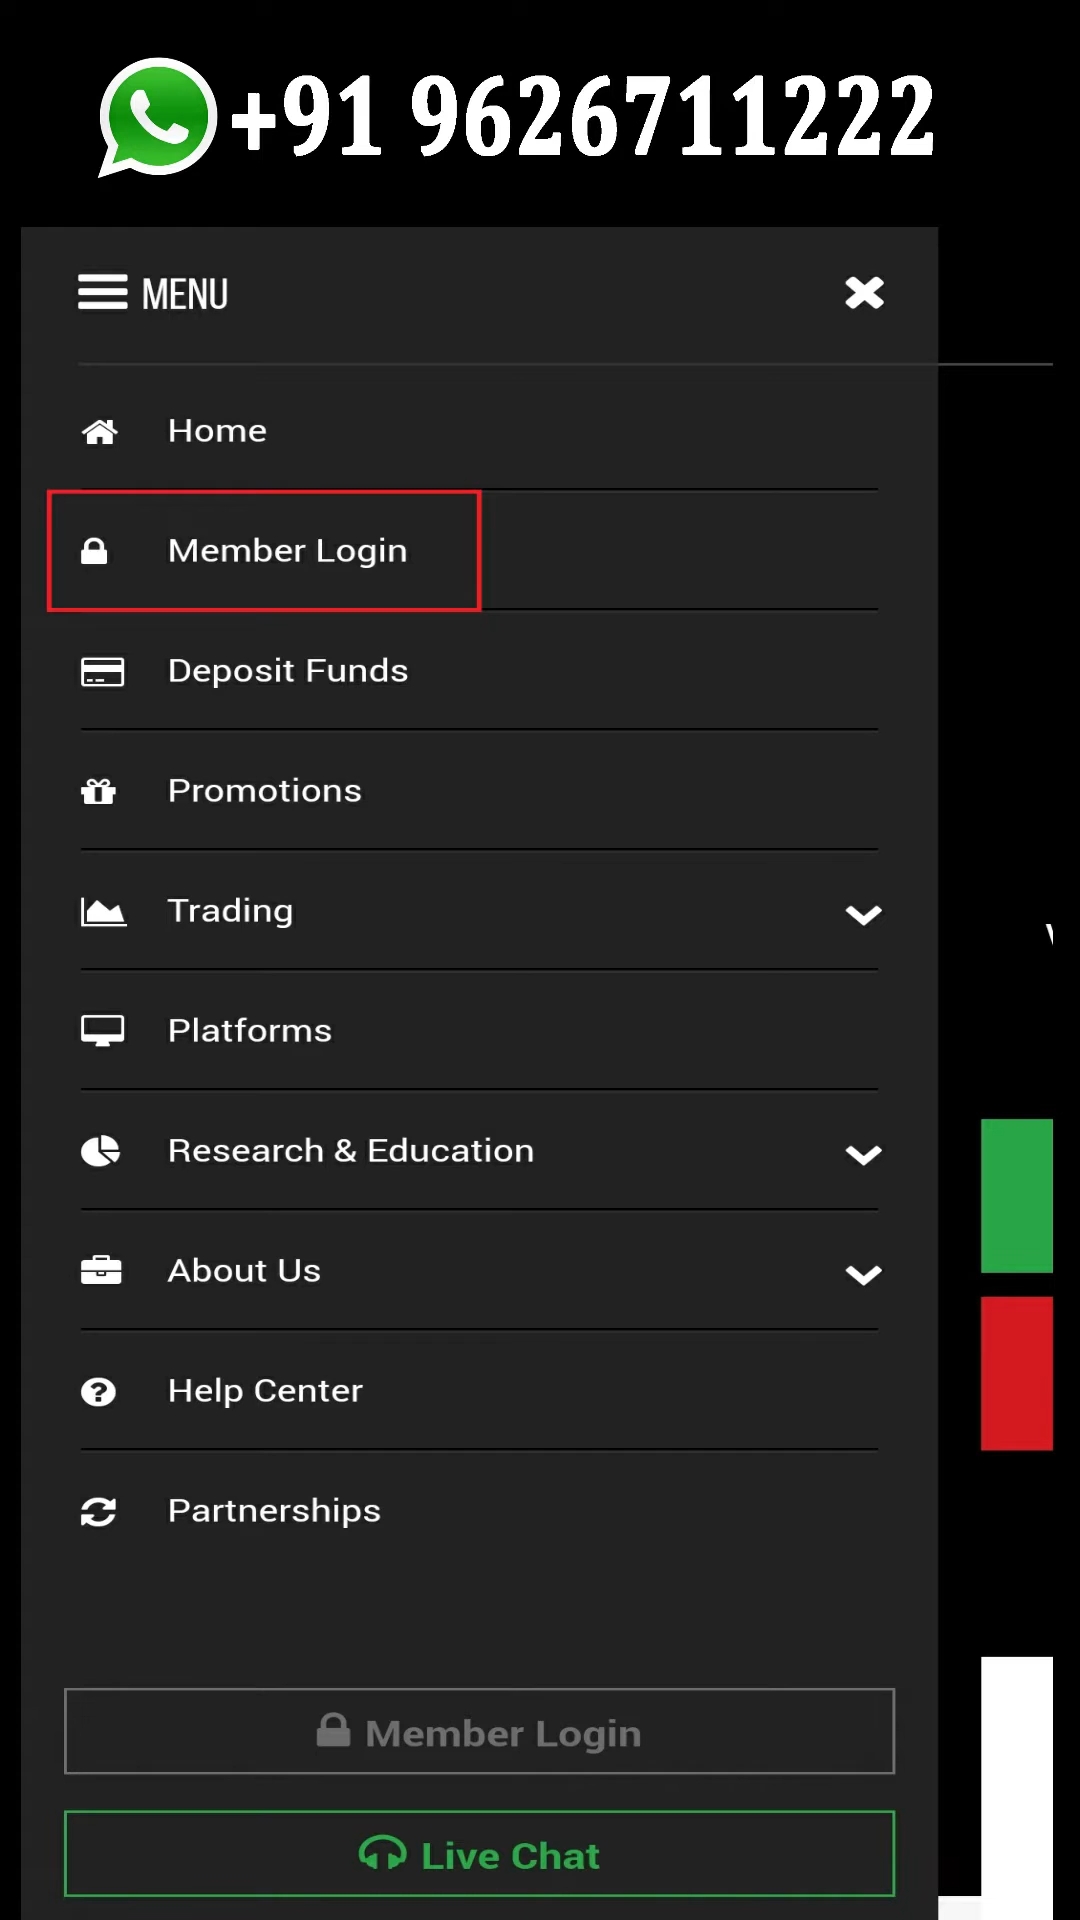 +91 9626711222
MENU
Home
Member Login
Deposit Funds
Promotions
Trading
Platforms
Research & Education
About Us
Help Center
Partnerships
Member Login
Live Chat